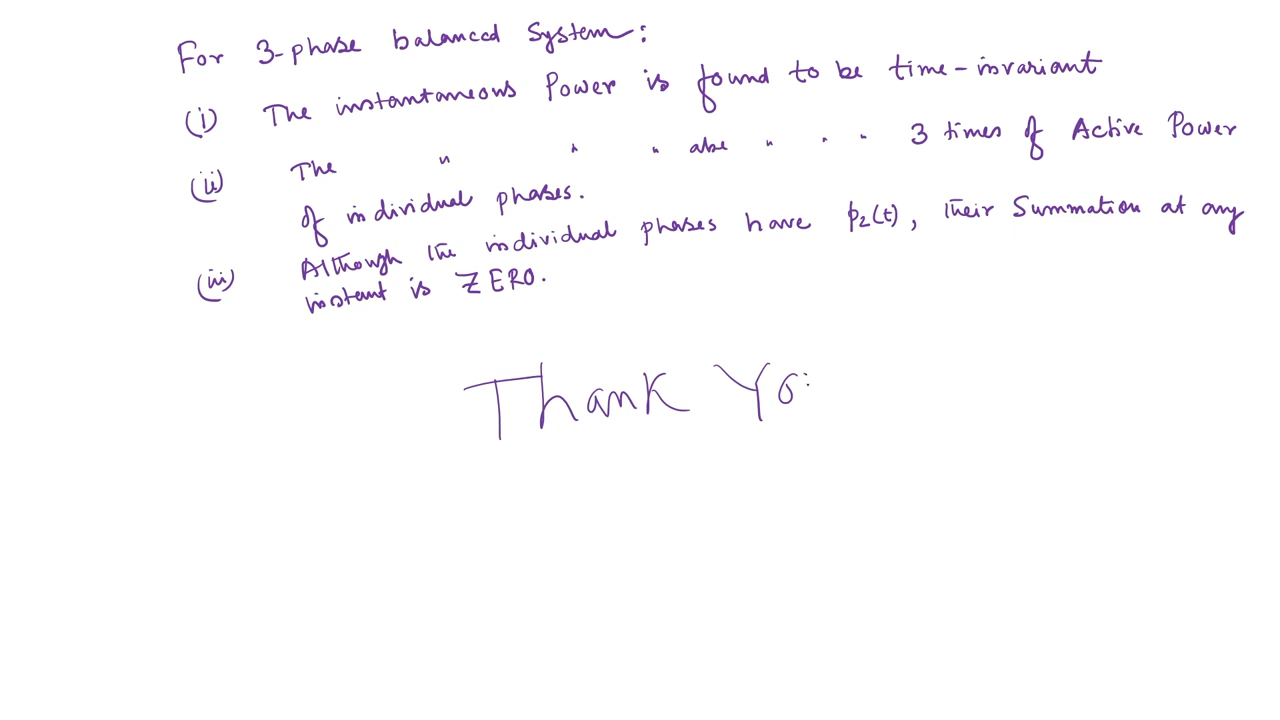 For 3-phase balanced System:
(i) The instantaneous Power is found to be time-invariant
(ii) The " " " also " " " 3 times of Active Power
of individual phases.
(iii) Although the individual phases have p₂(t), their Summation at any
instant is ZERO.
Thank Yo